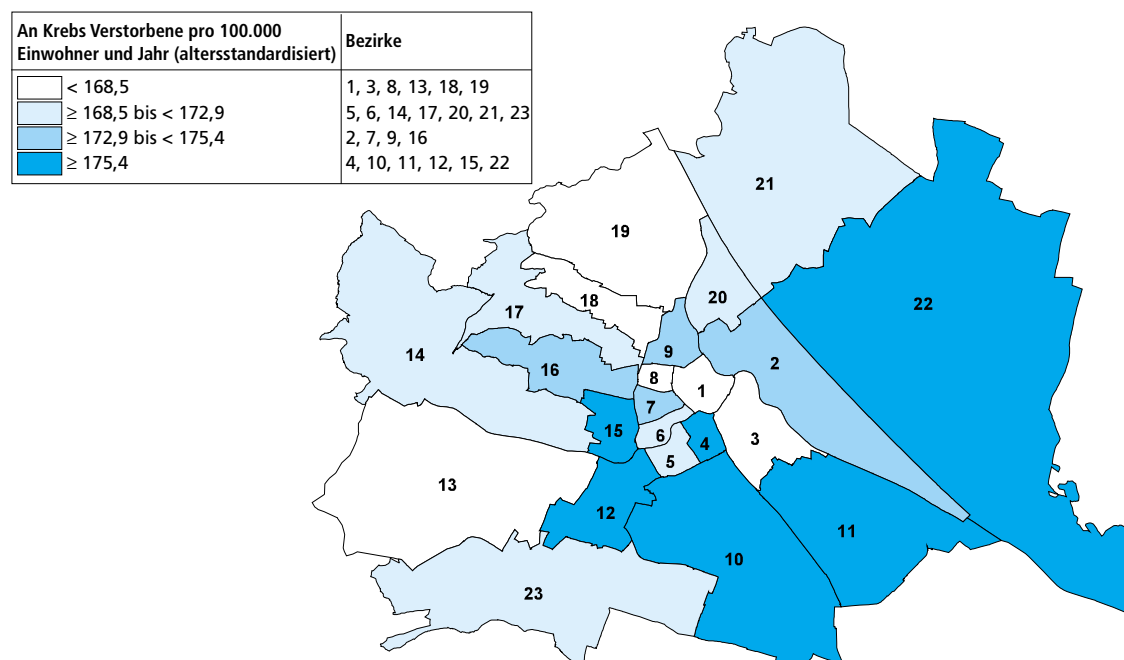 An Krebs Verstorbene pro 100.000
Einwohner und Jahr (altersstandardisiert)
Bezirke
< 168,5
1, 3, 8, 13, 18, 19
≥ 168,5 bis < 172,9
5, 6, 14, 17, 20, 21, 23
≥ 172,9 bis < 175,4
2, 7, 9, 16
≥ 175,4
4, 10, 11, 12, 15, 22
21
19
20
18
22
17
14
9
2
16
8
1
7
15
6
4
3
5
13
12
11
10
23